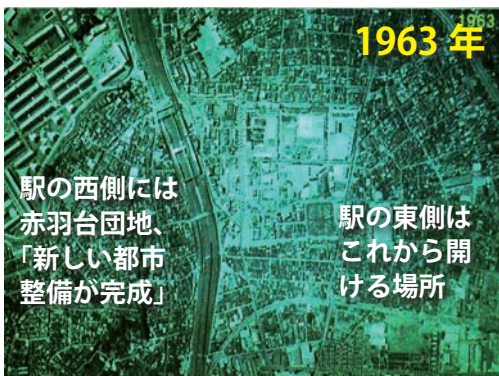 1963
1963 年
駅の西側には
赤羽台団地、
「新しい都市
整備が完成」
駅の東側は
これから開
ける場所